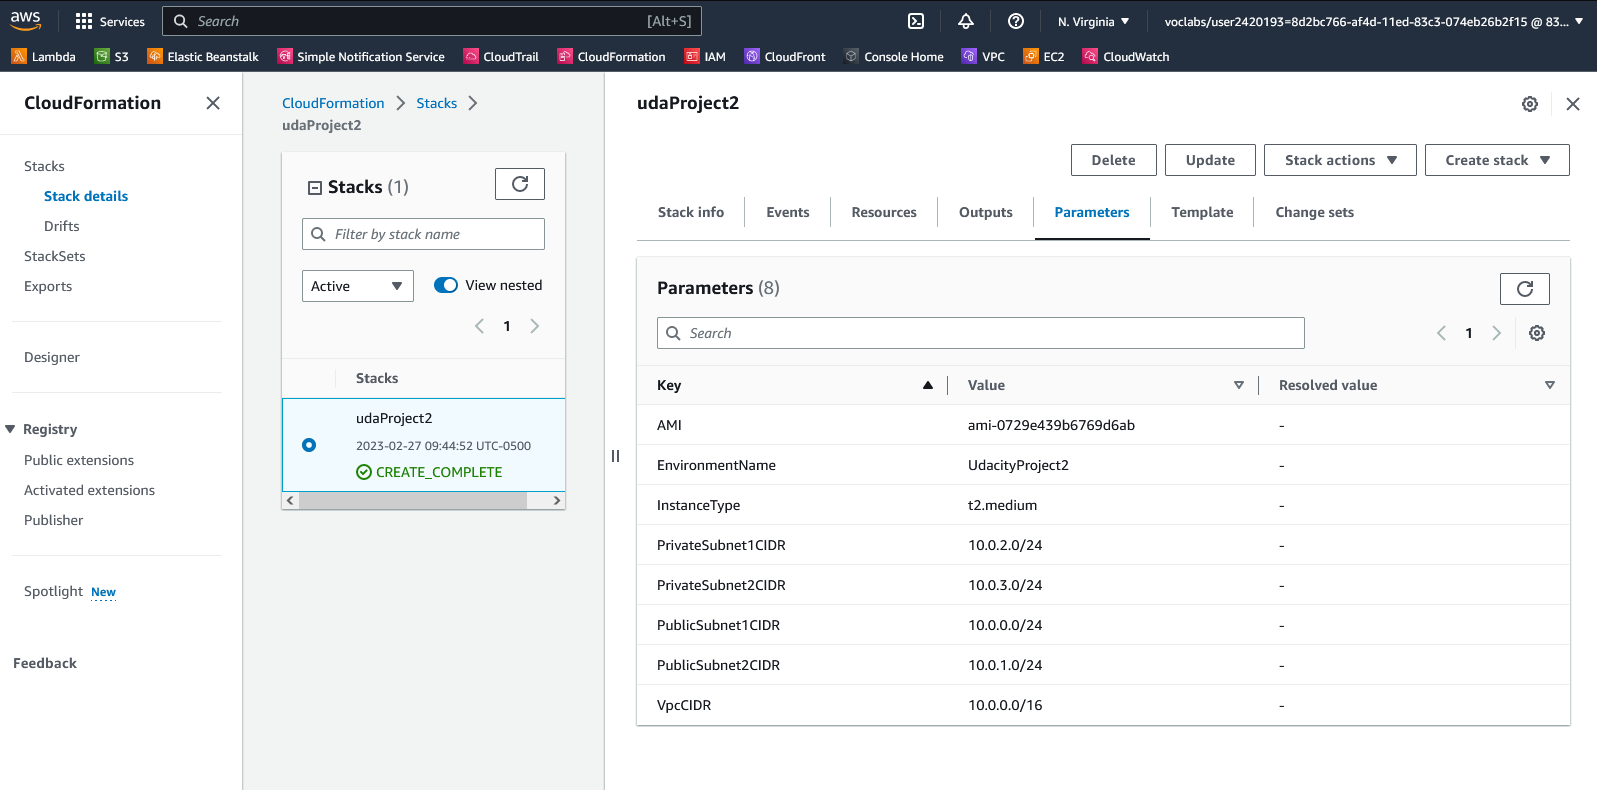 aws
Services
Search
[Alt+S]
N. Virginia
voclabs/user2420193=8d2bc766-af4d-11ed-83c3-074eb26b2f15 @ 83...
Lambda
S3
Elastic Beanstalk
Simple Notification Service
CloudTrail
CloudFormation
IAM
CloudFront
Console Home
VPC
EC2
CloudWatch
CloudFormation
Stacks
Stack details
Drifts
StackSets
Exports
Designer
Registry
Public extensions
Activated extensions
Publisher
Spotlight New
Feedback
CloudFormation
Stacks
udaProject2
Stacks (1)
Filter by stack name
Active
View nested
1
Stacks
udaProject2
2023-02-27 09:44:52 UTC-0500
CREATE_COMPLETE
udaProject2
Delete
Update
Stack actions
Create stack
Stack info
Events
Resources
Outputs
Parameters
Template
Change sets
Parameters (8)
Search
1
Key Value Resolved value
AMI ami-0729e439b6769d6ab -
EnvironmentName UdacityProject2 -
InstanceType t2.medium -
PrivateSubnet1CIDR 10.0.2.0/24 -
PrivateSubnet2CIDR 10.0.3.0/24 -
PublicSubnet1CIDR 10.0.0.0/24 -
PublicSubnet2CIDR 10.0.1.0/24 -
VpcCIDR 10.0.0.0/16 -